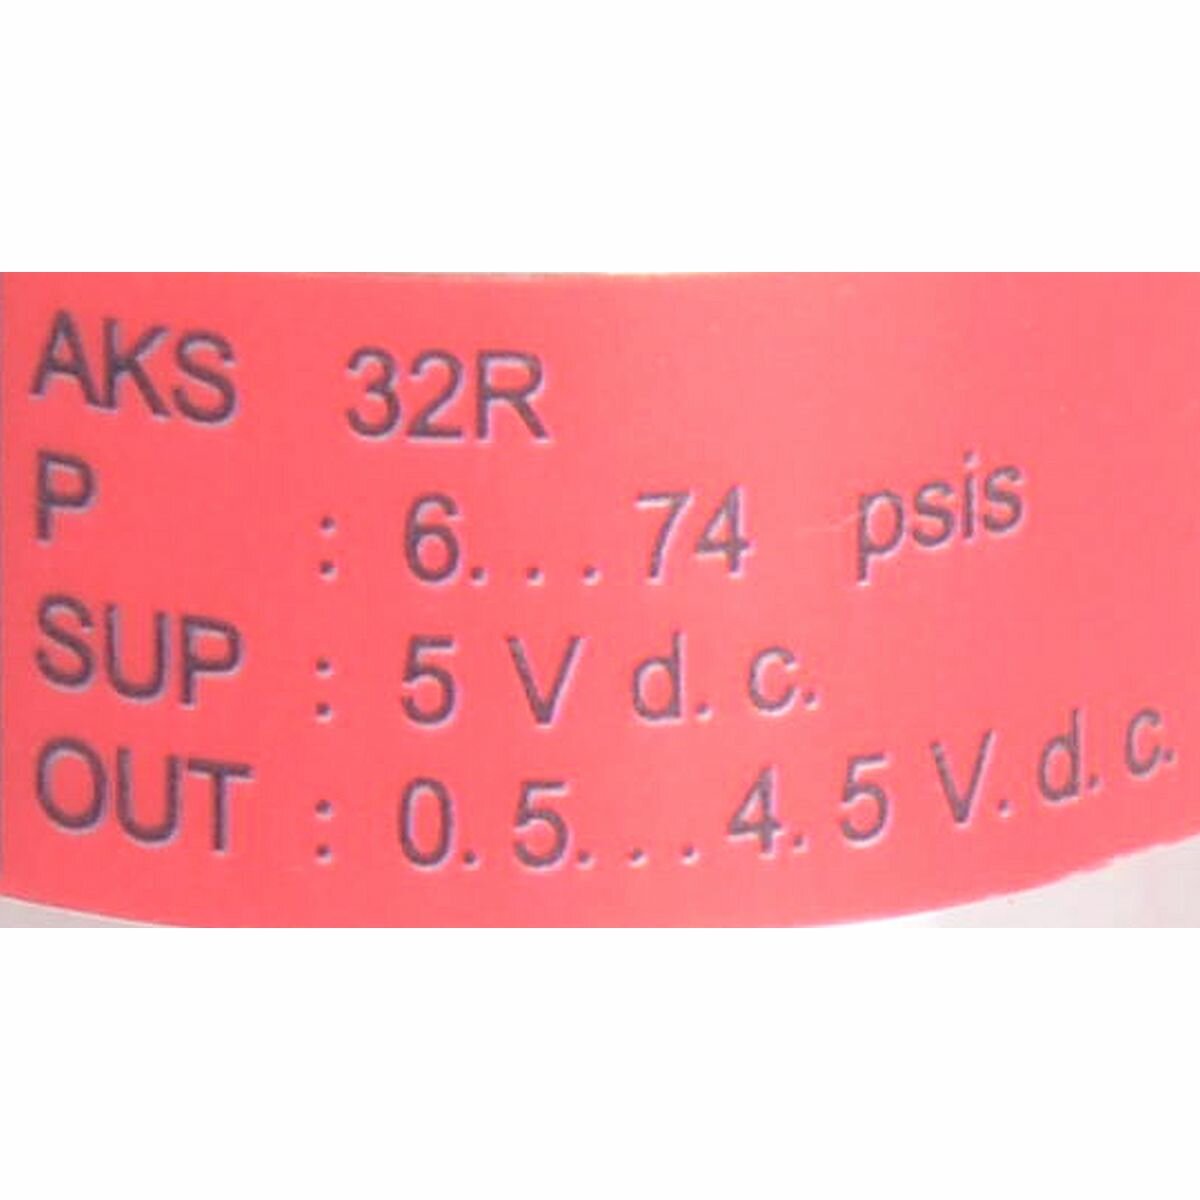 AKS 32R
P : 6...74 psis
SUP : 5 V d. c.
OUT : 0. 5...4. 5 V. d. c.